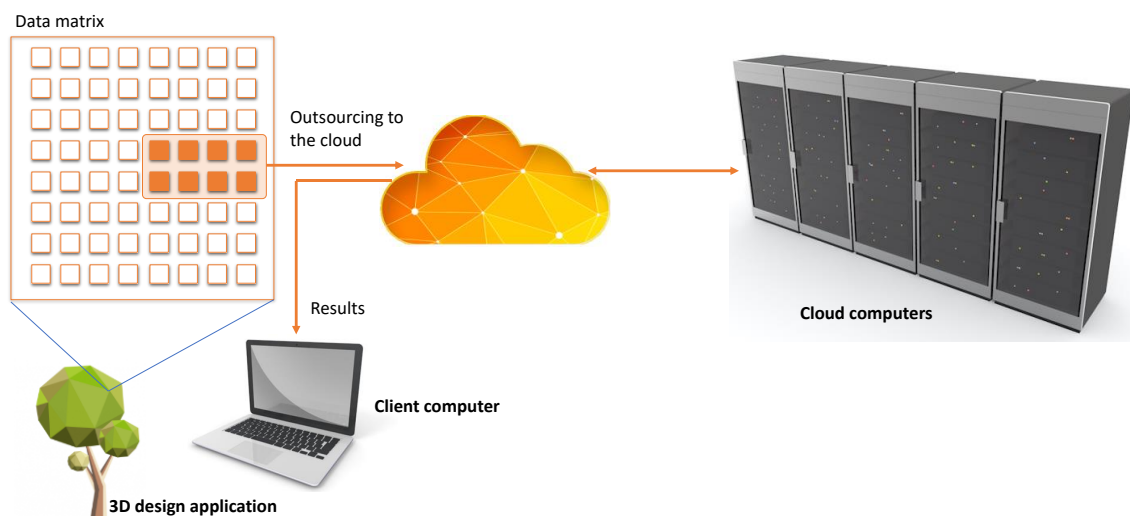 Data matrix
Outsourcing to
the cloud
Cloud computers
Results
Client computer
3D design application